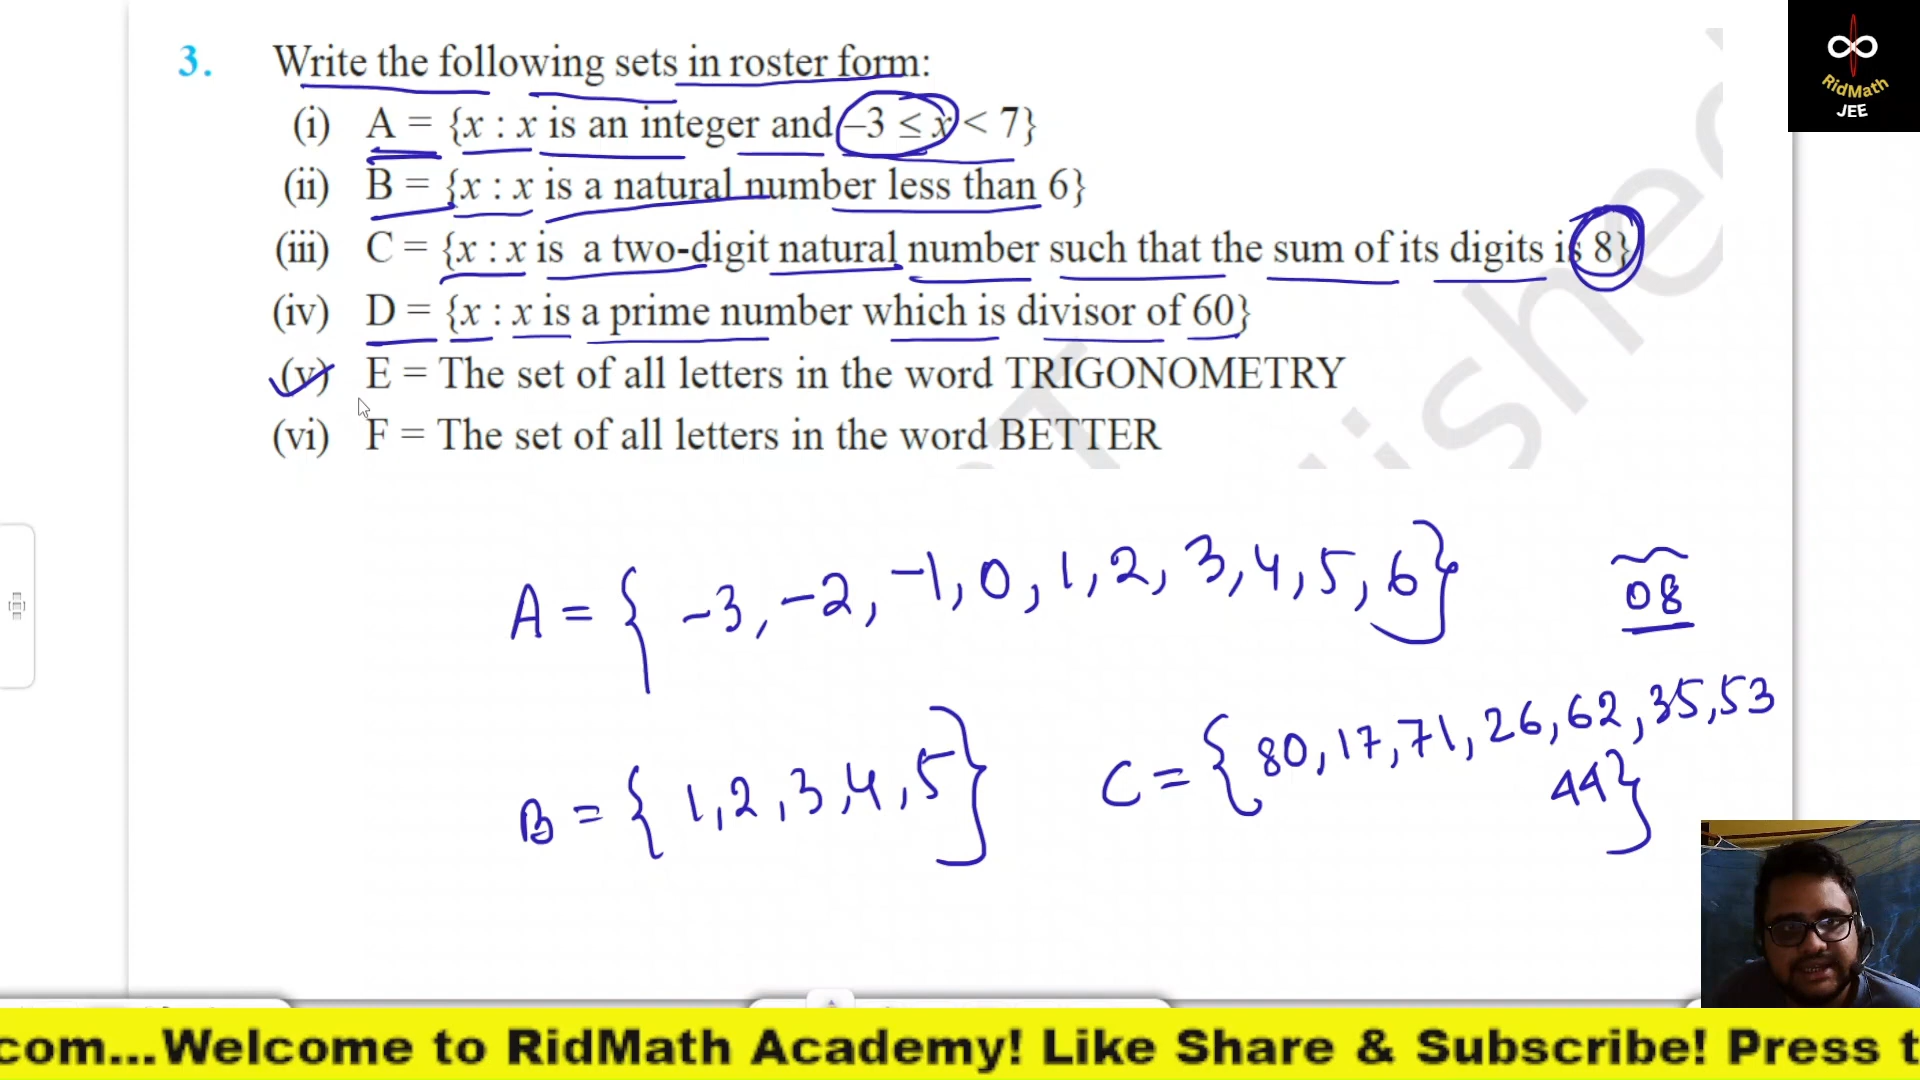 3. Write the following sets in roster form:
(i) A = {x : x is an integer and –3 ≤ x < 7}
(ii) B = {x : x is a natural number less than 6}
(iii) C = {x : x is a two-digit natural number such that the sum of its digits is 8}
(iv) D = {x : x is a prime number which is divisor of 60}
(v) E = The set of all letters in the word TRIGONOMETRY
(vi) F = The set of all letters in the word BETTER
RidMath
JEE
A = { -3, -2, -1, 0, 1, 2, 3, 4, 5, 6}
08
B = { 1, 2, 3, 4, 5}
C = {80, 17, 71, 26, 62, 35, 53
44}
com...Welcome to RidMath Academy! Like Share & Subscribe! Press t